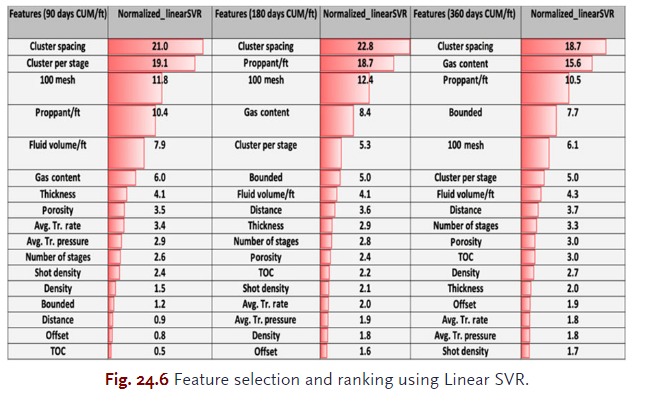 Features (90 days CUM/ft) Normalized_linearSVR Features (180 days CUM/ft) Normalized_linearSVR Features (360 days CUM/ft) Normalized_linearSVR
Cluster spacing 21.0 Cluster spacing 22.8 Cluster spacing 18.7
Cluster per stage 19.1 Proppant/ft 18.7 Gas content 15.6
100 mesh 11.8 100 mesh 12.4 Proppant/ft 10.5
Proppant/ft 10.4 Gas content 8.4 Bounded 7.7
Fluid volume/ft 7.9 Cluster per stage 5.3 100 mesh 6.1
Gas content 6.0 Bounded 5.0 Cluster per stage 5.0
Thickness 4.1 Fluid volume/ft 4.1 Fluid volume/ft 4.3
Porosity 3.5 Distance 3.6 Distance 3.7
Avg. Tr. rate 3.4 Thickness 2.9 Number of stages 3.3
Avg. Tr. pressure 2.9 Number of stages 2.8 Porosity 3.0
Number of stages 2.6 Porosity 2.4 TOC 3.0
Shot density 2.4 TOC 2.2 Density 2.7
Density 1.5 Shot density 2.1 Thickness 2.0
Bounded 1.2 Avg. Tr. rate 2.0 Offset 1.9
Distance 0.9 Avg. Tr. pressure 1.9 Avg. Tr. rate 1.8
Offset 0.8 Density 1.8 Avg. Tr. pressure 1.8
TOC 0.5 Offset 1.6 Shot density 1.7
Fig. 24.6 Feature selection and ranking using Linear SVR.